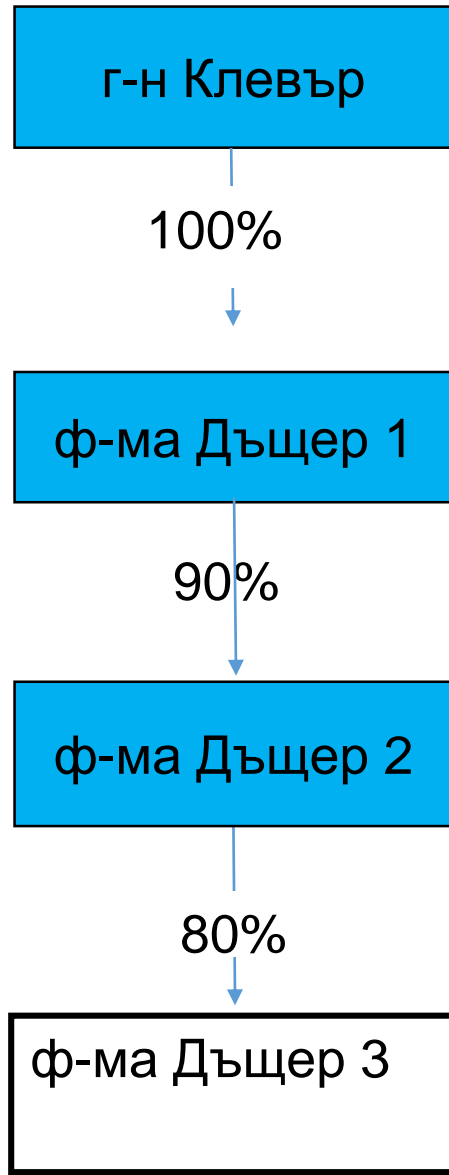 г-н Клевър
100%
ф-ма Дъщер 1
90%
ф-ма Дъщер 2
80%
ф-ма Дъщер 3